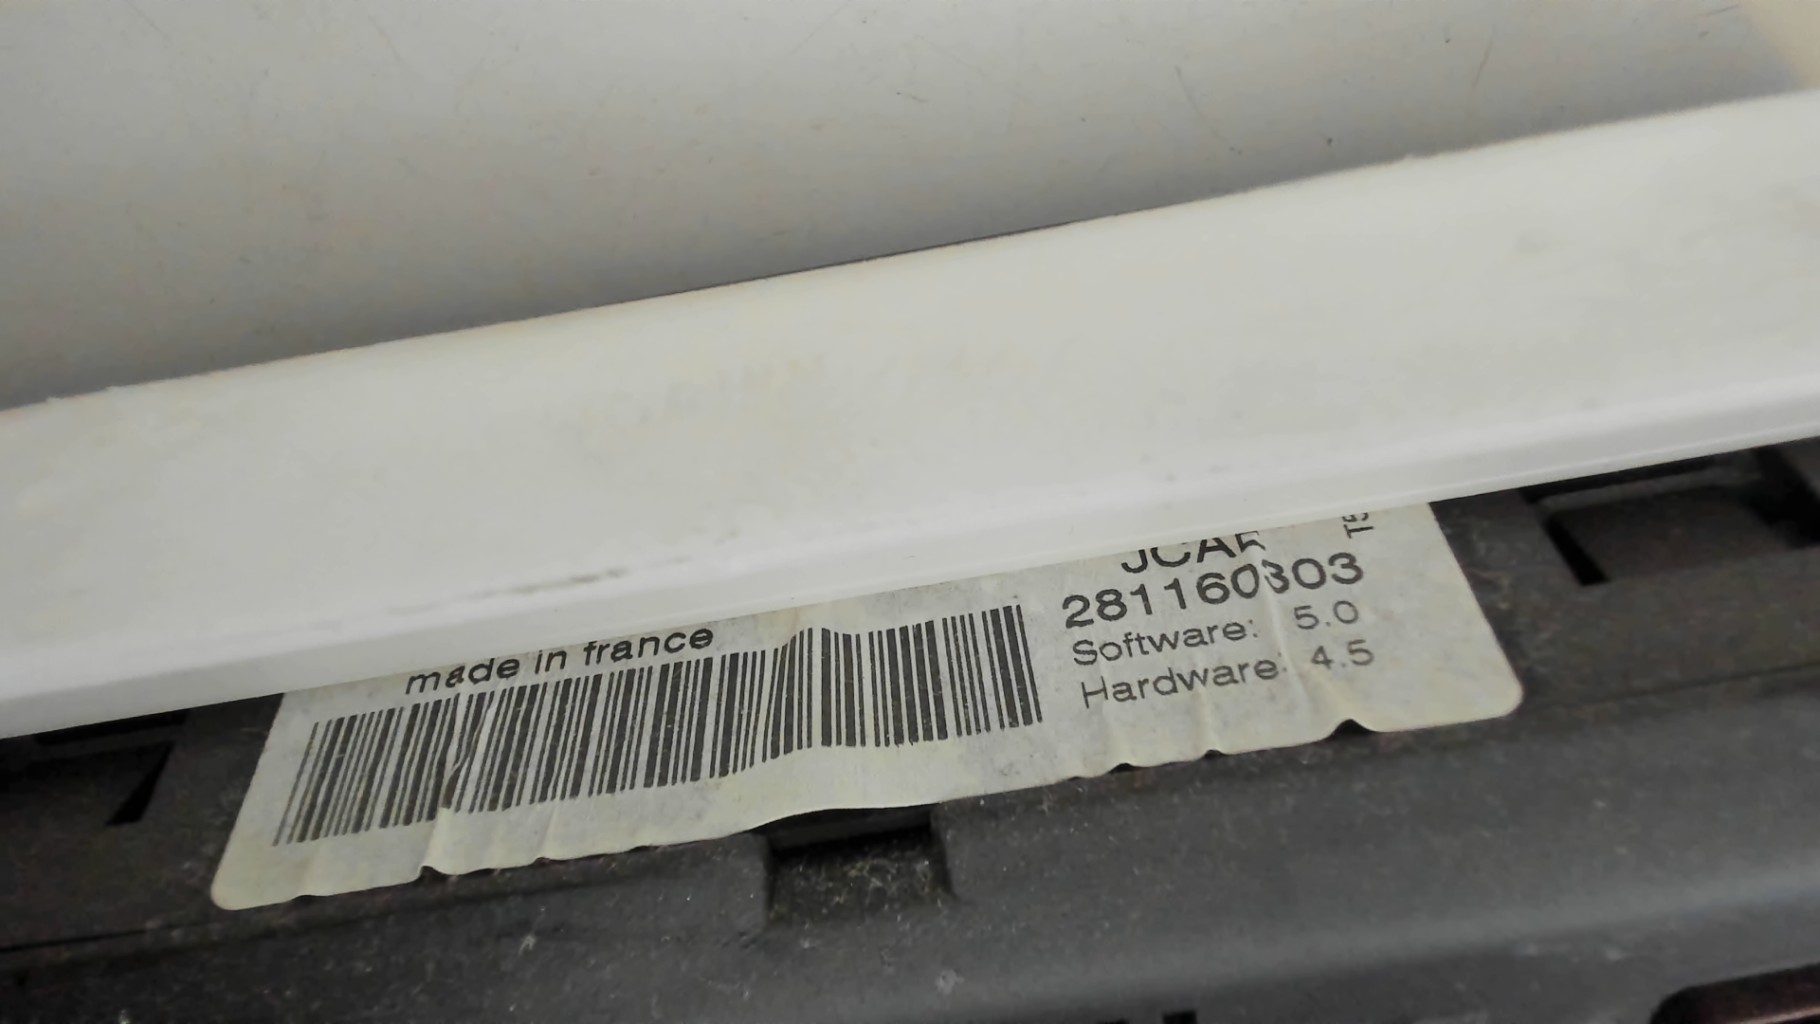 made in france
281160303
Software: 5.0
Hardware: 4.5